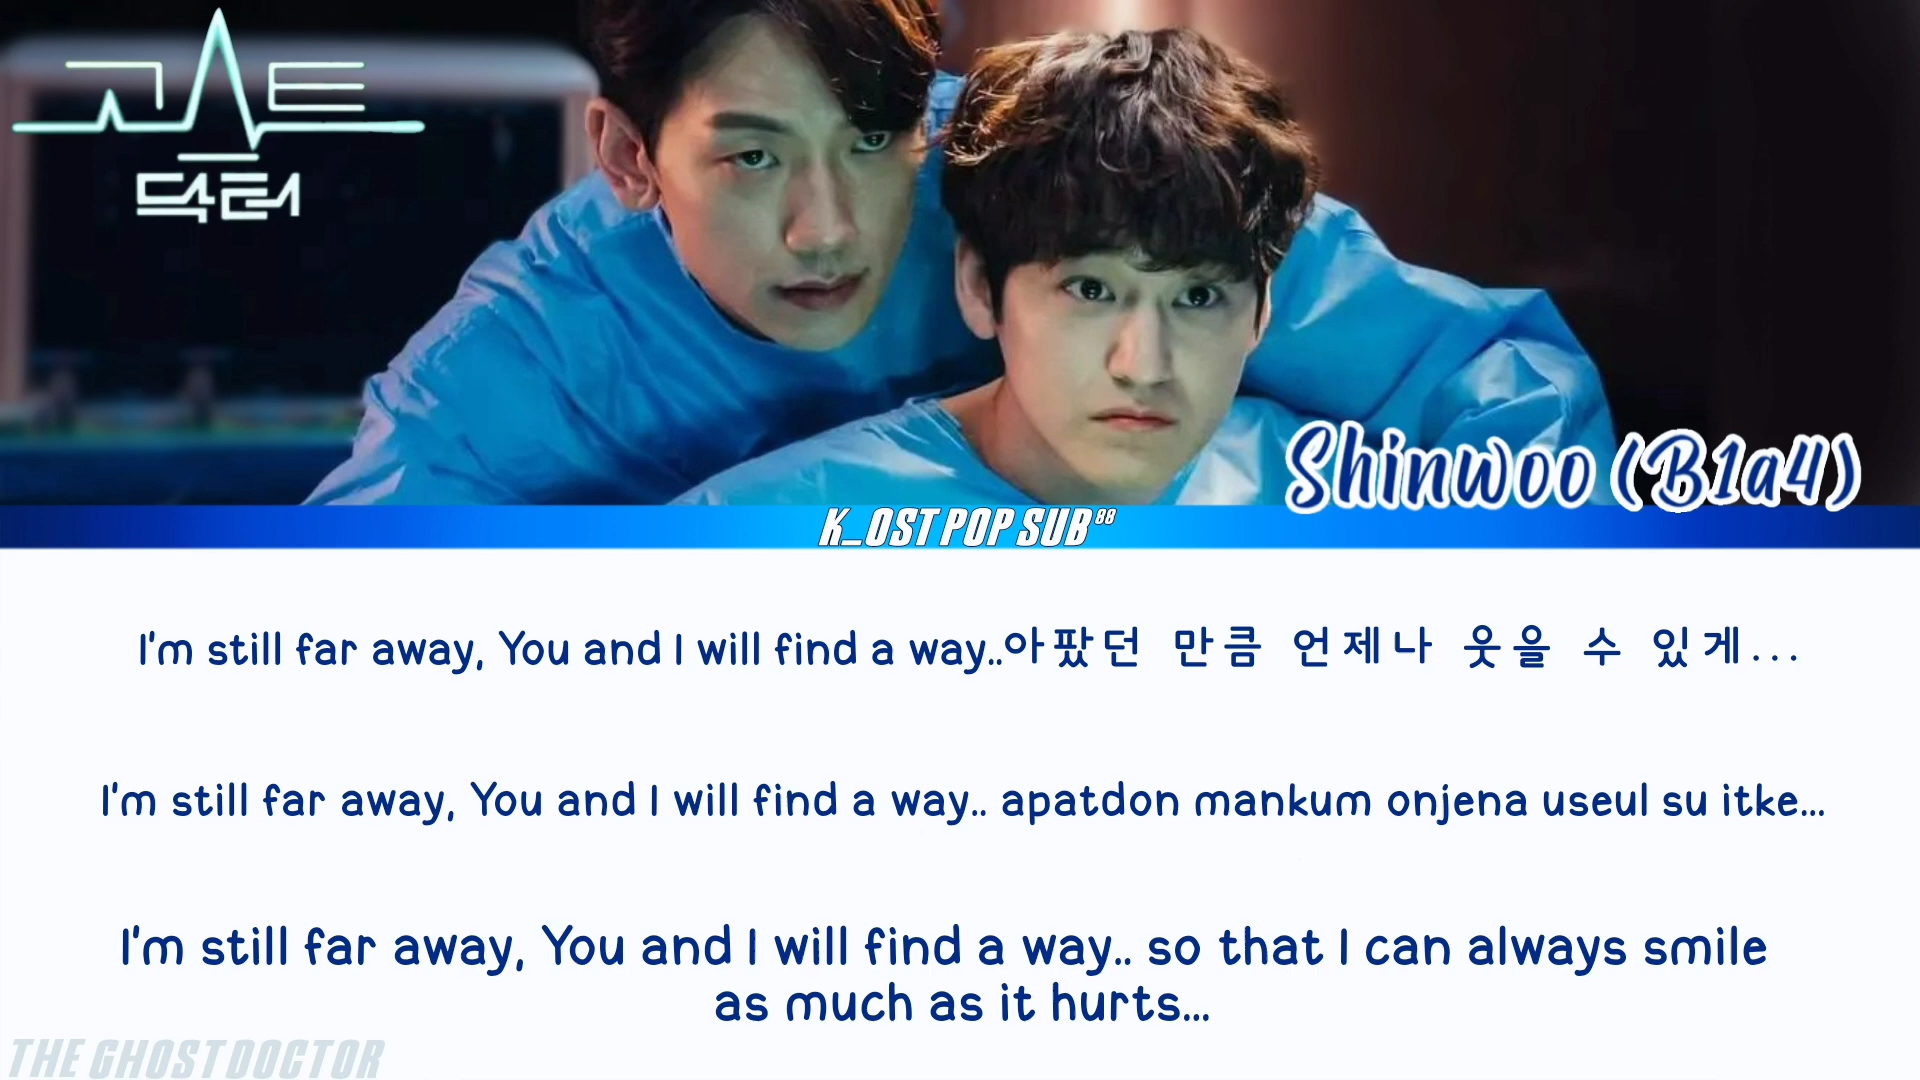 고스트
닥터
Shinwoo (B1a4)
K_OST POP SUB88
I'm still far away, You and I will find a way..아팠던 만큼 언제나 웃을 수 있게...
I'm still far away, You and I will find a way.. apatdon mankum onjena useul su itke...
I'm still far away, You and I will find a way.. so that I can always smile
as much as it hurts...
THE GHOST DOCTOR